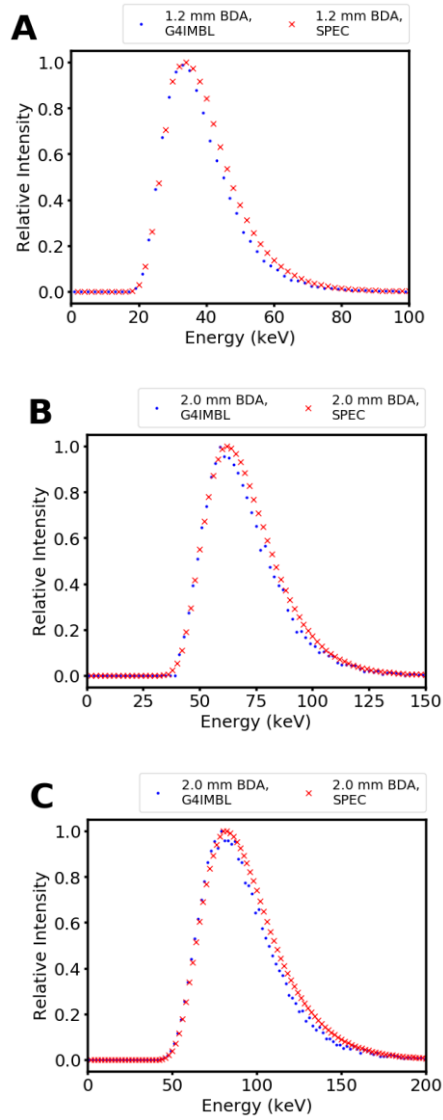 A
1.2 mm BDA, G4IMBL
1.2 mm BDA, SPEC
1.0
0.8
0.6
0.4
0.2
0.0
Relative Intensity
0 20 40 60 80 100
Energy (keV)
B
2.0 mm BDA, G4IMBL
2.0 mm BDA, SPEC
1.0
0.8
0.6
0.4
0.2
0.0
Relative Intensity
0 25 50 75 100 125 150
Energy (keV)
C
2.0 mm BDA, G4IMBL
2.0 mm BDA, SPEC
1.0
0.8
0.6
0.4
0.2
0.0
Relative Intensity
0 50 100 150 200
Energy (keV)